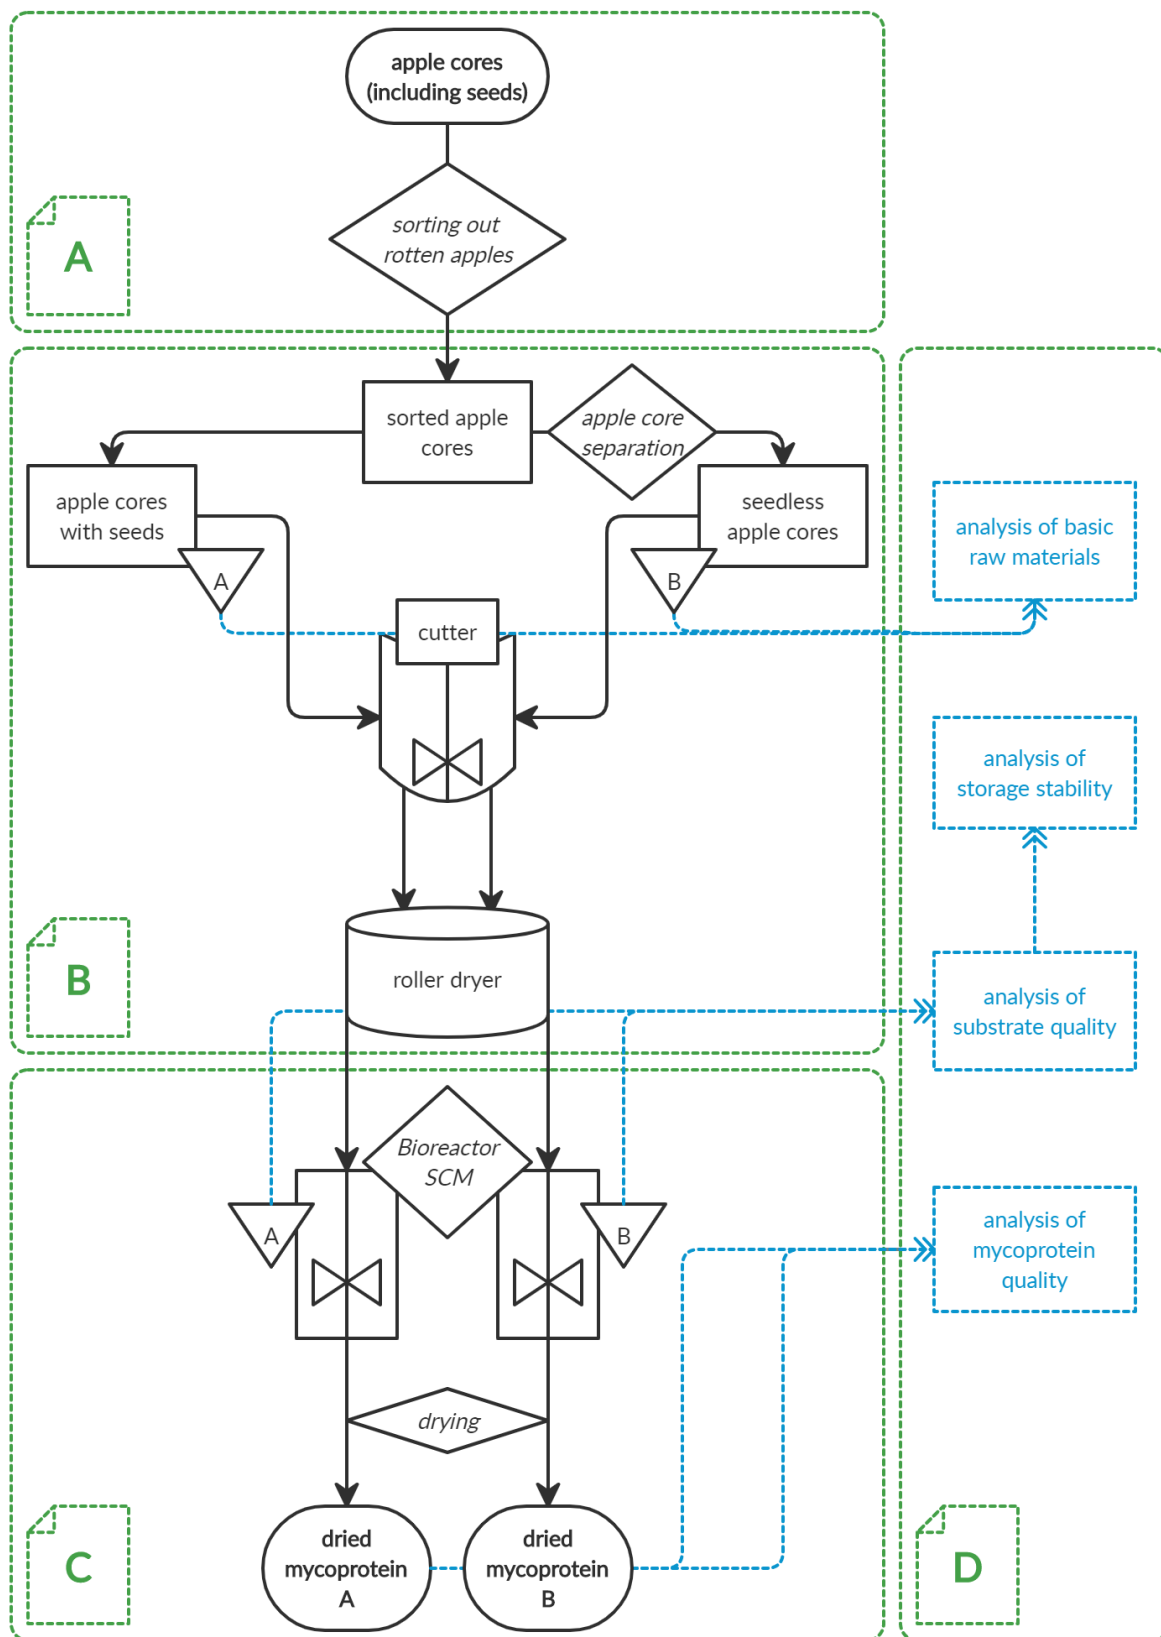 apple cores
(including seeds)
sorting out
rotten apples
A
sorted apple
cores
apple core
separation
apple cores
with seeds
seedless
apple cores
A
B
cutter
analysis of basic
raw materials
analysis of
storage stability
roller dryer
B
analysis of
substrate quality
Bioreactor
SCM
A
B
analysis of
mycoprotein
quality
drying
dried
mycoprotein
A
dried
mycoprotein
B
C
D